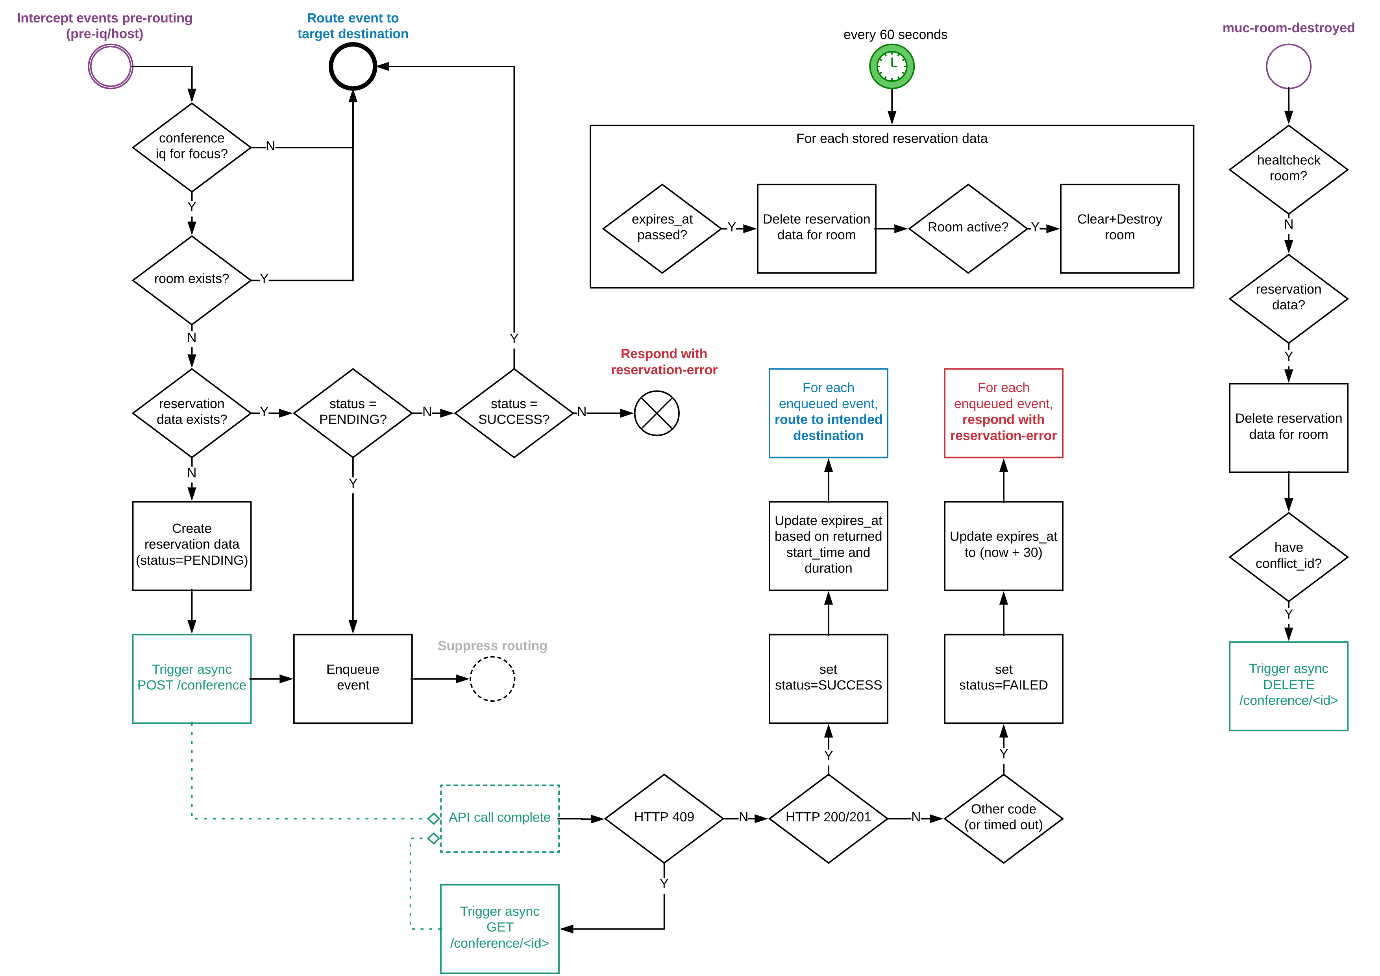 Intercept events pre-routing
(pre-iq/host)
Route event to
target destination
every 60 seconds
muc-room-destroyed
conference
iq for focus?
N
Y
room exists?
Y
N
reservation
data exists?
Y
N
status =
PENDING?
N
Y
status =
SUCCESS?
Y
N
Respond with
reservation-error
Create
reservation data
(status=PENDING)
Trigger async
POST /conference
Enqueue
event
Suppress routing
For each stored reservation data
expires_at
passed?
Y
Delete reservation
data for room
Room active?
Y
Clear+Destroy
room
For each
enqueued event,
route to intended
destination
For each
enqueued event,
respond with
reservation-error
Update expires_at
based on returned
start_time and
duration
Update expires_at
to (now + 30)
set
status=SUCCESS
set
status=FAILED
Y
Y
API call complete
HTTP 409
N
HTTP 200/201
N
Other code
(or timed out)
Y
Trigger async
GET
/conference/<id>
healtcheck
room?
N
reservation
data?
Y
Delete reservation
data for room
have
conflict_id?
Y
Trigger async
DELETE
/conference/<id>